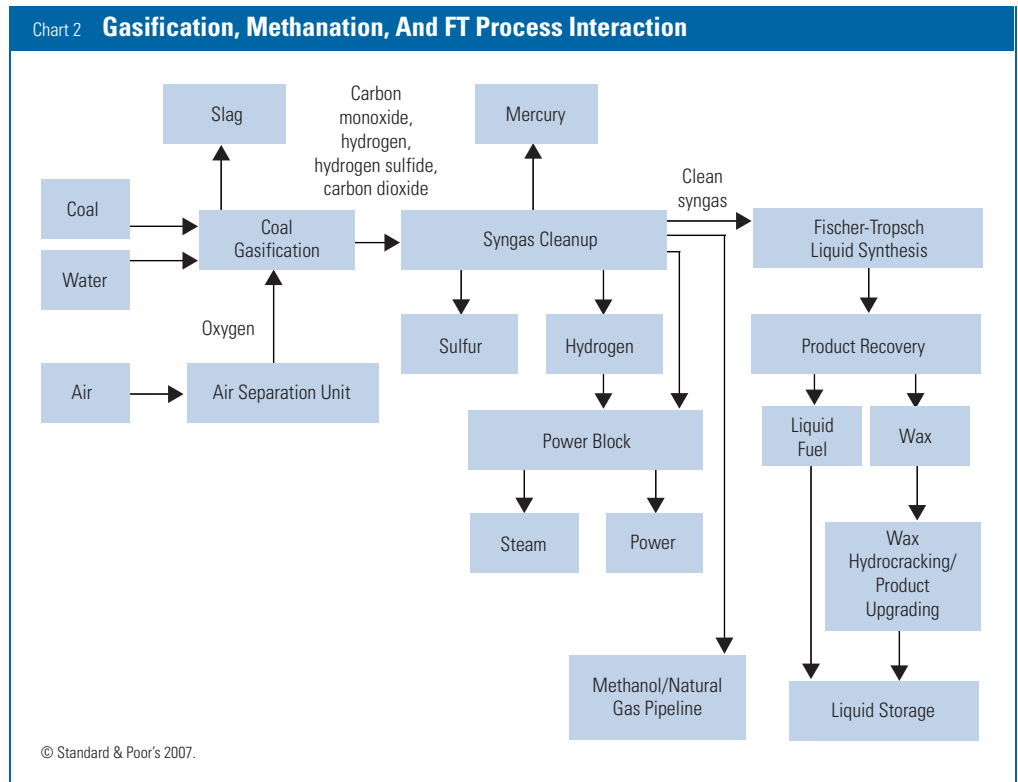 Chart 2 Gasification, Methanation, And FT Process Interaction
Slag
Carbon
monoxide,
hydrogen,
hydrogen sulfide,
carbon dioxide
Mercury
Clean
syngas
Coal
Water
Coal
Gasification
Syngas Cleanup
Fischer-Tropsch
Liquid Synthesis
Oxygen
Sulfur
Hydrogen
Product Recovery
Air
Air Separation Unit
Liquid
Fuel
Wax
Power Block
Steam
Power
Wax
Hydrocracking/
Product
Upgrading
Methanol/Natural
Gas Pipeline
Liquid Storage
© Standard & Poor's 2007.